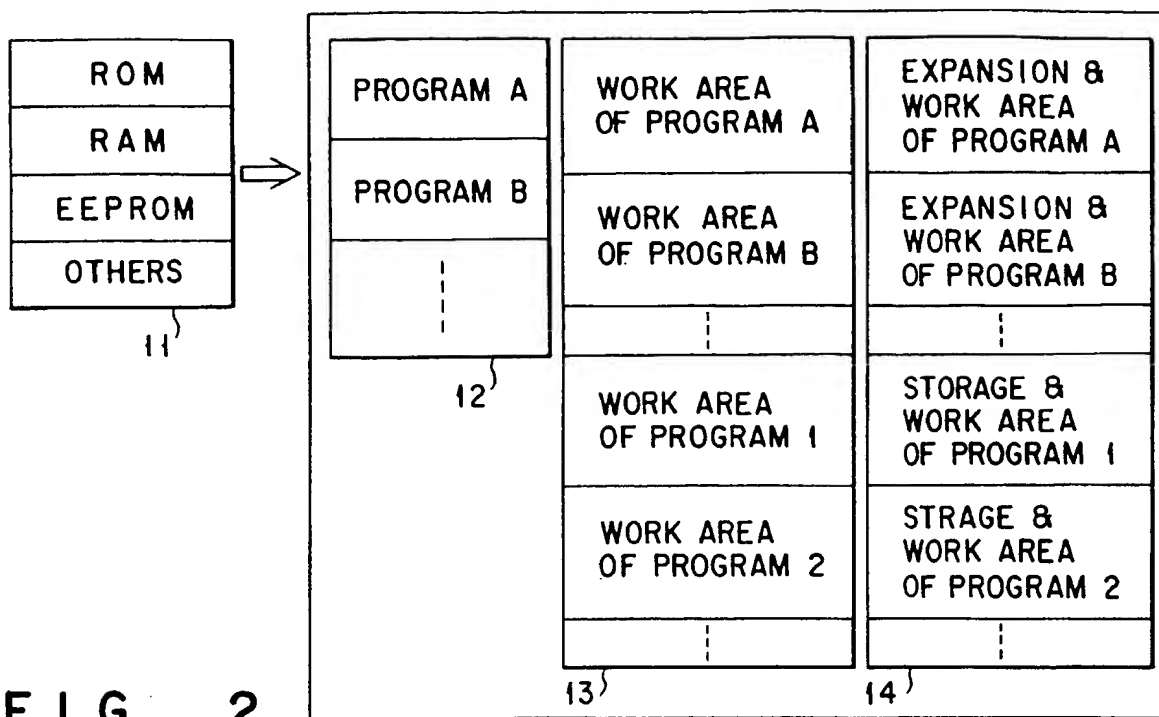 ROM
RAM
EEPROM
OTHERS
11
PROGRAM A
PROGRAM B
12
WORK AREA
OF PROGRAM A
WORK AREA
OF PROGRAM B
WORK AREA
OF PROGRAM 1
WORK AREA
OF PROGRAM 2
13
EXPANSION &
WORK AREA
OF PROGRAM A
EXPANSION &
WORK AREA
OF PROGRAM B
STORAGE &
WORK AREA
OF PROGRAM 1
STRAGE &
WORK AREA
OF PROGRAM 2
14
FIG. 2